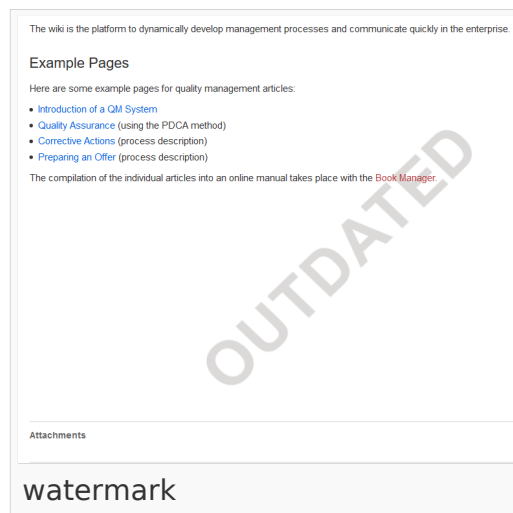 The wiki is the platform to dynamically develop management processes and communicate quickly in the enterprise.
Example Pages
Here are some example pages for quality management articles:
• Introduction of a QM System
• Quality Assurance (using the PDCA method)
• Corrective Actions (process description)
• Preparing an Offer (process description)
The compilation of the individual articles into an online manual takes place with the Book Manager.
OUTDATED
Attachments
watermark